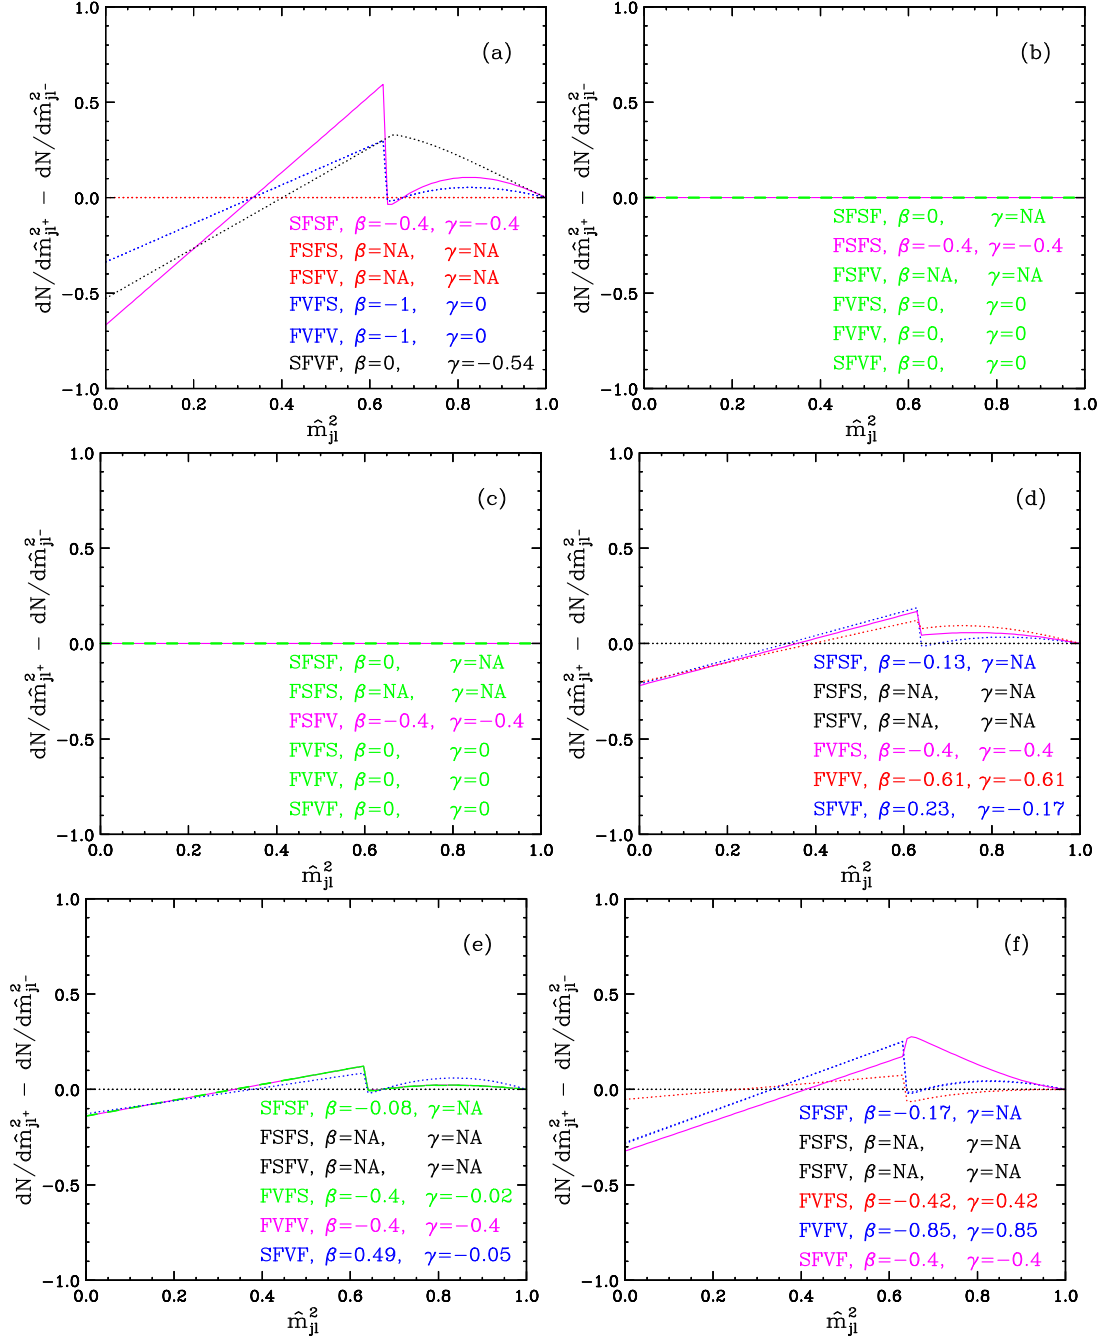 (a)
1.0
0.5
0.0
−0.5
−1.0
dN/dm̂²jl⁺ − dN/dm̂²jl⁻
SFSF, β=−0.4, γ=−0.4
FSFS, β=NA, γ=NA
FSFV, β=NA, γ=NA
FVFS, β=−1, γ=0
FVFV, β=−1, γ=0
SFVF, β=0, γ=−0.54
0.0 0.2 0.4 0.6 0.8 1.0
m̂²jl
(b)
1.0
0.5
0.0
−0.5
−1.0
dN/dm̂²jl⁺ − dN/dm̂²jl⁻
SFSF, β=0, γ=NA
FSFS, β=−0.4, γ=−0.4
FSFV, β=NA, γ=NA
FVFS, β=0, γ=0
FVFV, β=0, γ=0
SFVF, β=0, γ=0
0.0 0.2 0.4 0.6 0.8 1.0
m̂²jl
(c)
1.0
0.5
0.0
−0.5
−1.0
dN/dm̂²jl⁺ − dN/dm̂²jl⁻
SFSF, β=0, γ=NA
FSFS, β=NA, γ=NA
FSFV, β=−0.4, γ=−0.4
FVFS, β=0, γ=0
FVFV, β=0, γ=0
SFVF, β=0, γ=0
0.0 0.2 0.4 0.6 0.8 1.0
m̂²jl
(d)
1.0
0.5
0.0
−0.5
−1.0
dN/dm̂²jl⁺ − dN/dm̂²jl⁻
SFSF, β=−0.13, γ=NA
FSFS, β=NA, γ=NA
FSFV, β=NA, γ=NA
FVFS, β=−0.4, γ=−0.4
FVFV, β=−0.61, γ=−0.61
SFVF, β=0.23, γ=−0.17
0.0 0.2 0.4 0.6 0.8 1.0
m̂²jl
(e)
1.0
0.5
0.0
−0.5
−1.0
dN/dm̂²jl⁺ − dN/dm̂²jl⁻
SFSF, β=−0.08, γ=NA
FSFS, β=NA, γ=NA
FSFV, β=NA, γ=NA
FVFS, β=−0.4, γ=−0.02
FVFV, β=−0.4, γ=−0.4
SFVF, β=0.49, γ=−0.05
0.0 0.2 0.4 0.6 0.8 1.0
m̂²jl
(f)
1.0
0.5
0.0
−0.5
−1.0
dN/dm̂²jl⁺ − dN/dm̂²jl⁻
SFSF, β=−0.17, γ=NA
FSFS, β=NA, γ=NA
FSFV, β=NA, γ=NA
FVFS, β=−0.42, γ=0.42
FVFV, β=−0.85, γ=0.85
SFVF, β=−0.4, γ=−0.4
0.0 0.2 0.4 0.6 0.8 1.0
m̂²jl